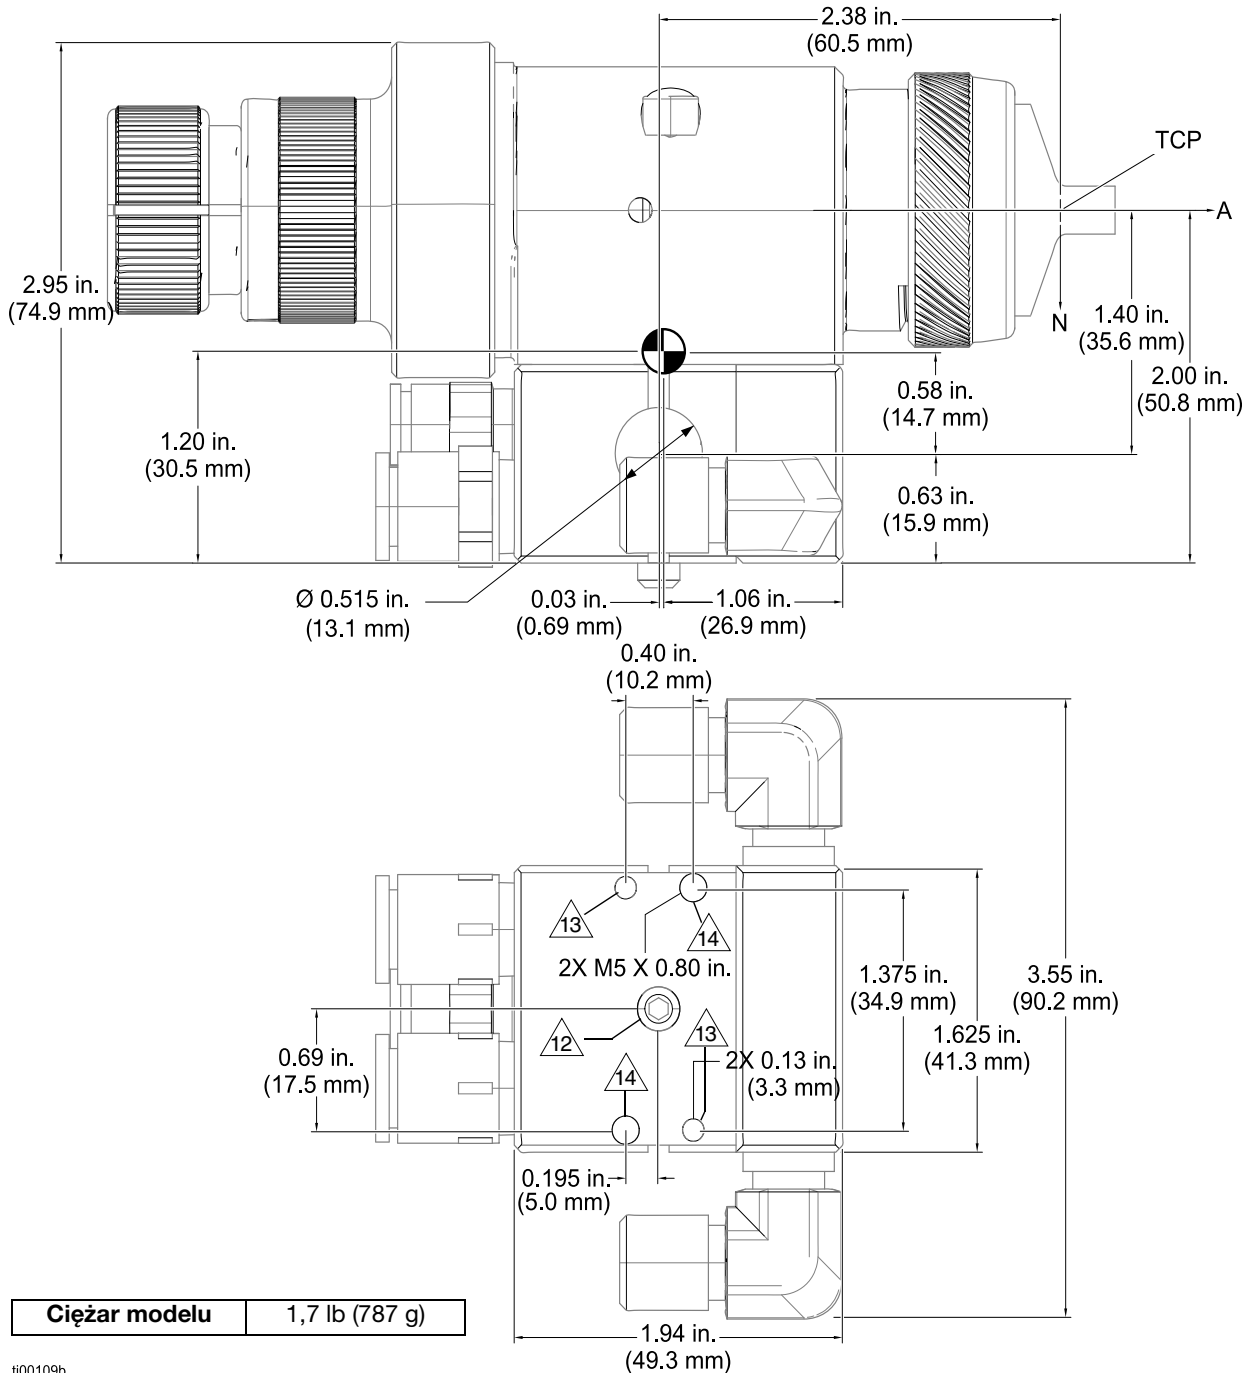 2.38 in.
(60.5 mm)
TCP
A
2.95 in.
(74.9 mm)
N
1.40 in.
(35.6 mm)
2.00 in.
(50.8 mm)
0.58 in.
(14.7 mm)
1.20 in.
(30.5 mm)
0.63 in.
(15.9 mm)
Ø 0.515 in.
(13.1 mm)
0.03 in.
(0.69 mm)
1.06 in.
(26.9 mm)
0.40 in.
(10.2 mm)
13
14
2X M5 X 0.80 in.
1.375 in.
(34.9 mm)
3.55 in.
(90.2 mm)
12
13
1.625 in.
(41.3 mm)
0.69 in.
(17.5 mm)
14
2X 0.13 in.
(3.3 mm)
0.195 in.
(5.0 mm)
Ciężar modelu 1,7 lb (787 g)
1.94 in.
(49.3 mm)
ti00109b